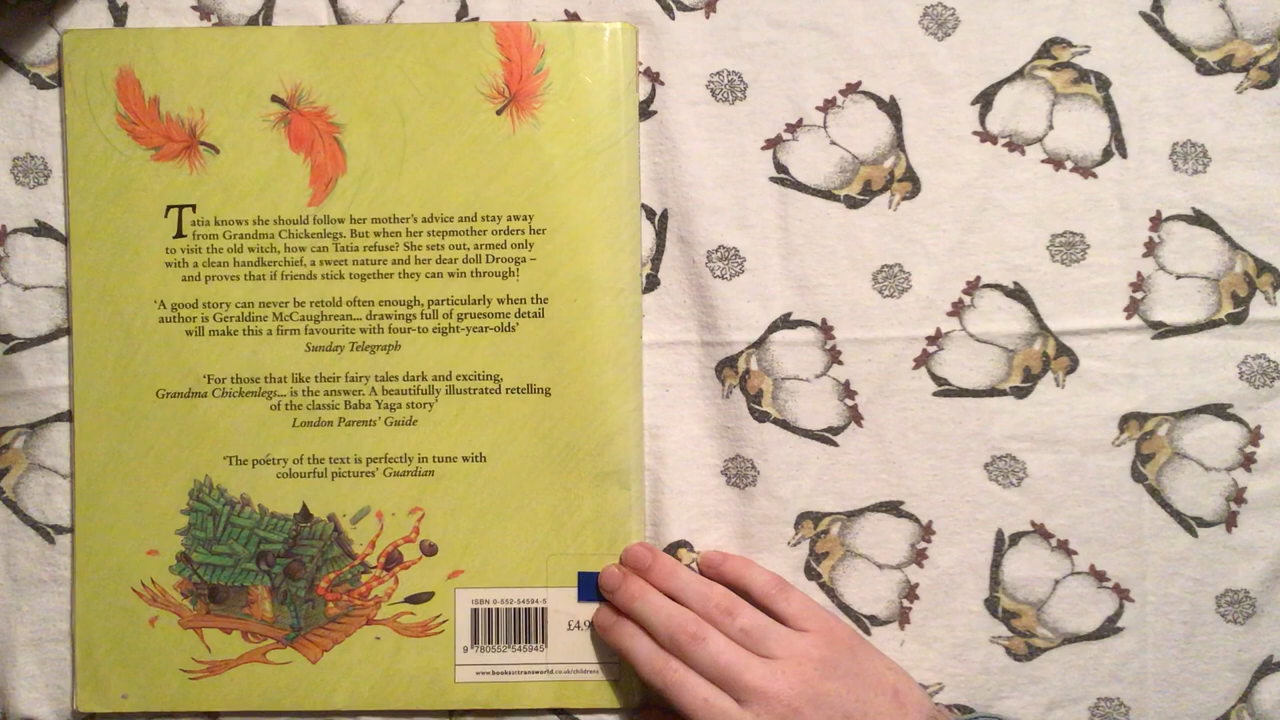 Tatia knows she should follow her mother's advice and stay away
from Grandma Chickenlegs. But when her stepmother orders her
to visit the old witch, how can Tatia refuse? She sets out, armed only
with a clean handkerchief, a sweet nature and her dear doll Drooga –
and proves that if friends stick together they can win through!
'A good story can never be retold often enough, particularly when the
author is Geraldine McCaughrean... drawings full of gruesome detail
will make this a firm favourite with four-to eight-year-olds'
Sunday Telegraph
'For those that like their fairy tales dark and exciting,
Grandma Chickenlegs... is the answer. A beautifully illustrated retelling
of the classic Baba Yaga story'
London Parents' Guide
'The poetry of the text is perfectly in tune with
colourful pictures' Guardian
ISBN 0-552-54594-5
£4.9
9 780552 545945
www.booksattransworld.co.uk/childrens